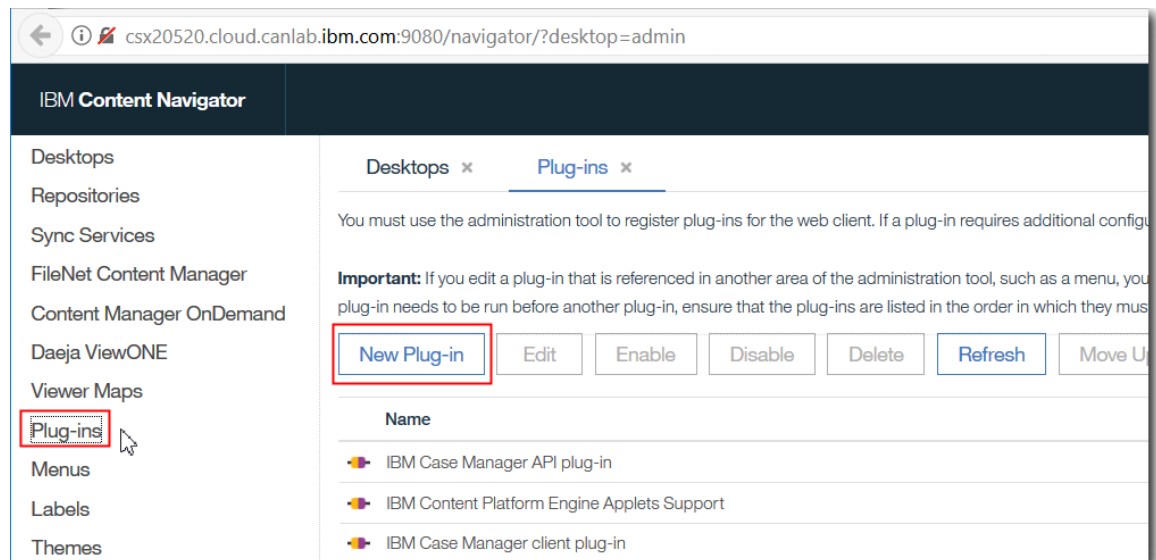 csx20520.cloud.canlab.ibm.com:9080/navigator/?desktop=admin
IBM Content Navigator
Desktops
Repositories
Sync Services
FileNet Content Manager
Content Manager OnDemand
Daeja ViewONE
Viewer Maps
Plug-ins
Menus
Labels
Themes
Desktops
Plug-ins
You must use the administration tool to register plug-ins for the web client. If a plug-in requires additional
Important: If you edit a plug-in that is referenced in another area of the administration tool, such as a menu, you
plug-in needs to be run before another plug-in, ensure that the plug-ins are listed in the order in which they
New Plug-in Edit Enable Disable Delete Refresh Move
Name
IBM Case Manager API plug-in
IBM Content Platform Engine Applets Support
IBM Case Manager client plug-in